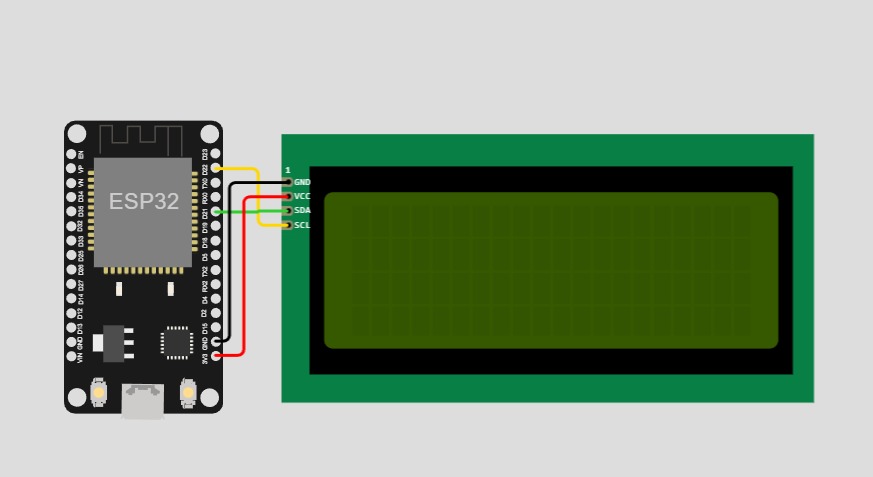 ESP32
EN
VP
VN
D34
D35
D32
D33
D25
D26
D27
D14
D12
D13
GND
VIN
D23
D22
TX0
RX0
D21
D19
D18
D5
TX2
RX2
D4
D2
D15
GND
3V3
1
GND
VCC
SDA
SCL